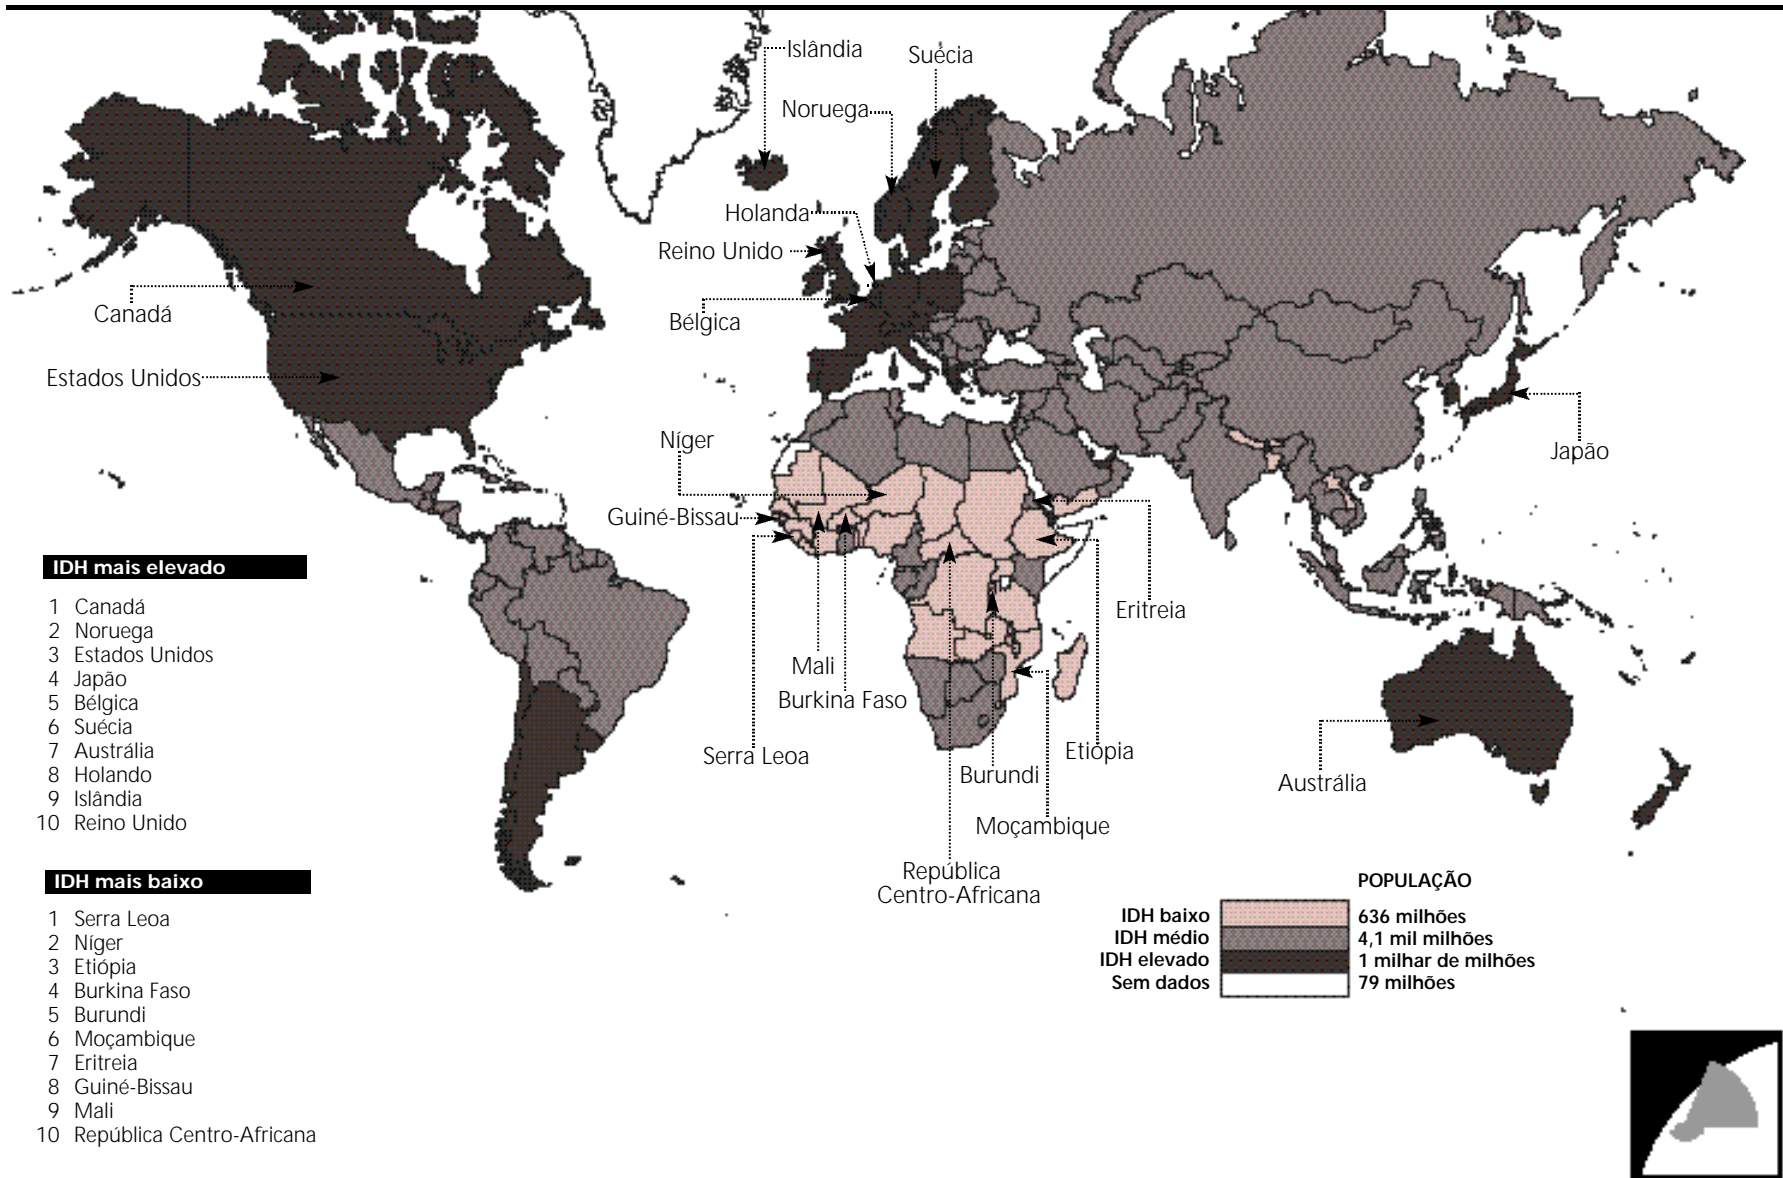 Islândia
Suécia
Noruega
Holanda
Reino Unido
Canadá
Bélgica
Estados Unidos
Níger
Japão
Guiné-Bissau
Eritreia
Mali
Burkina Faso
Serra Leoa
Etiópia
Burundi
Austrália
Moçambique
República
Centro-Africana
IDH mais elevado
1 Canadá
2 Noruega
3 Estados Unidos
4 Japão
5 Bélgica
6 Suécia
7 Austrália
8 Holando
9 Islândia
10 Reino Unido
IDH mais baixo
1 Serra Leoa
2 Níger
3 Etiópia
4 Burkina Faso
5 Burundi
6 Moçambique
7 Eritreia
8 Guiné-Bissau
9 Mali
10 República Centro-Africana
POPULAÇÃO
IDH baixo 636 milhões
IDH médio 4,1 mil milhões
IDH elevado 1 milhar de milhões
Sem dados 79 milhões